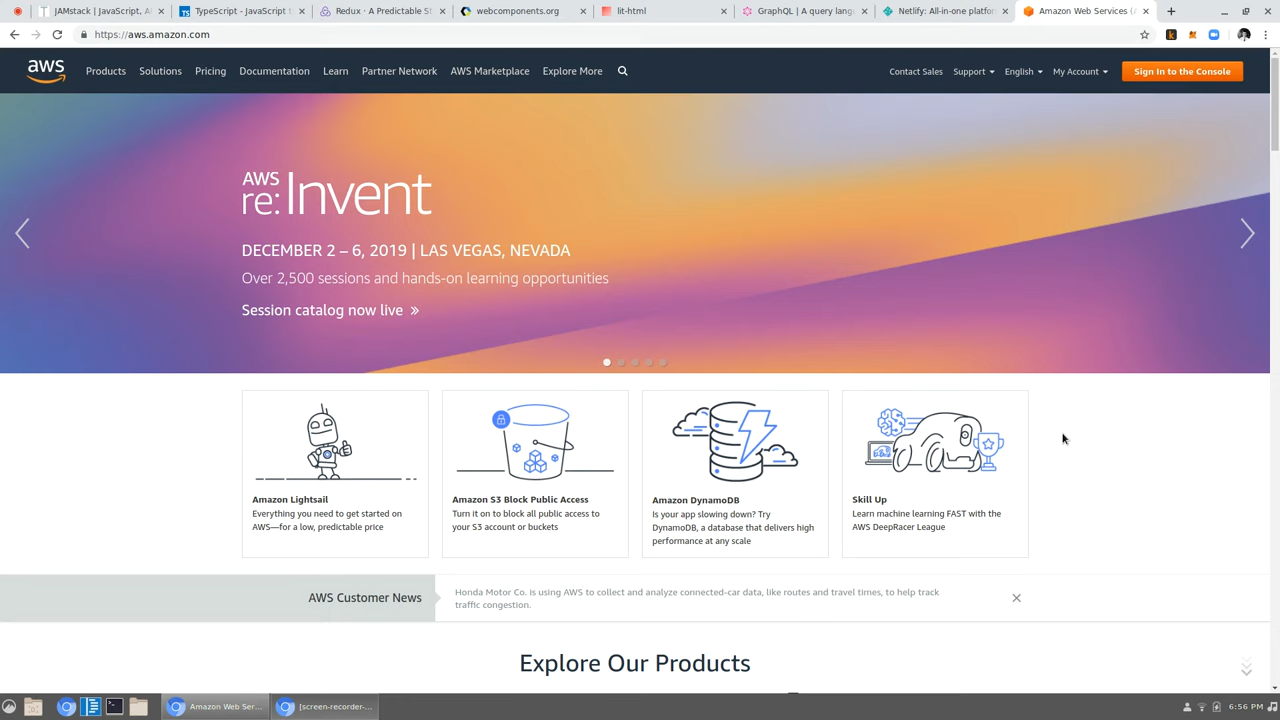 JAMstack | JavaScript, A
TypeScript - JavaScript t
Redux · A Predictable St
webcomponents.org
lit-html
GraphQL | A query lang
Netlify: All-in-one platfor
Amazon Web Services (A
https://aws.amazon.com
aws
Products
Solutions
Pricing
Documentation
Learn
Partner Network
AWS Marketplace
Explore More
Contact Sales
Support
English
My Account
Sign In to the Console
AWS
re:Invent
DECEMBER 2 – 6, 2019 | LAS VEGAS, NEVADA
Over 2,500 sessions and hands-on learning opportunities
Session catalog now live »
Amazon Lightsail
Everything you need to get started on
AWS—for a low, predictable price
Amazon S3 Block Public Access
Turn it on to block all public access to
your S3 account or buckets
Amazon DynamoDB
Is your app slowing down? Try
DynamoDB, a database that delivers high
performance at any scale
Skill Up
Learn machine learning FAST with the
AWS DeepRacer League
AWS Customer News
Honda Motor Co. is using AWS to collect and analyze connected-car data, like routes and travel times, to help track
traffic congestion.
Explore Our Products
Amazon Web Ser...
[screen-recorder-...
6:56 PM